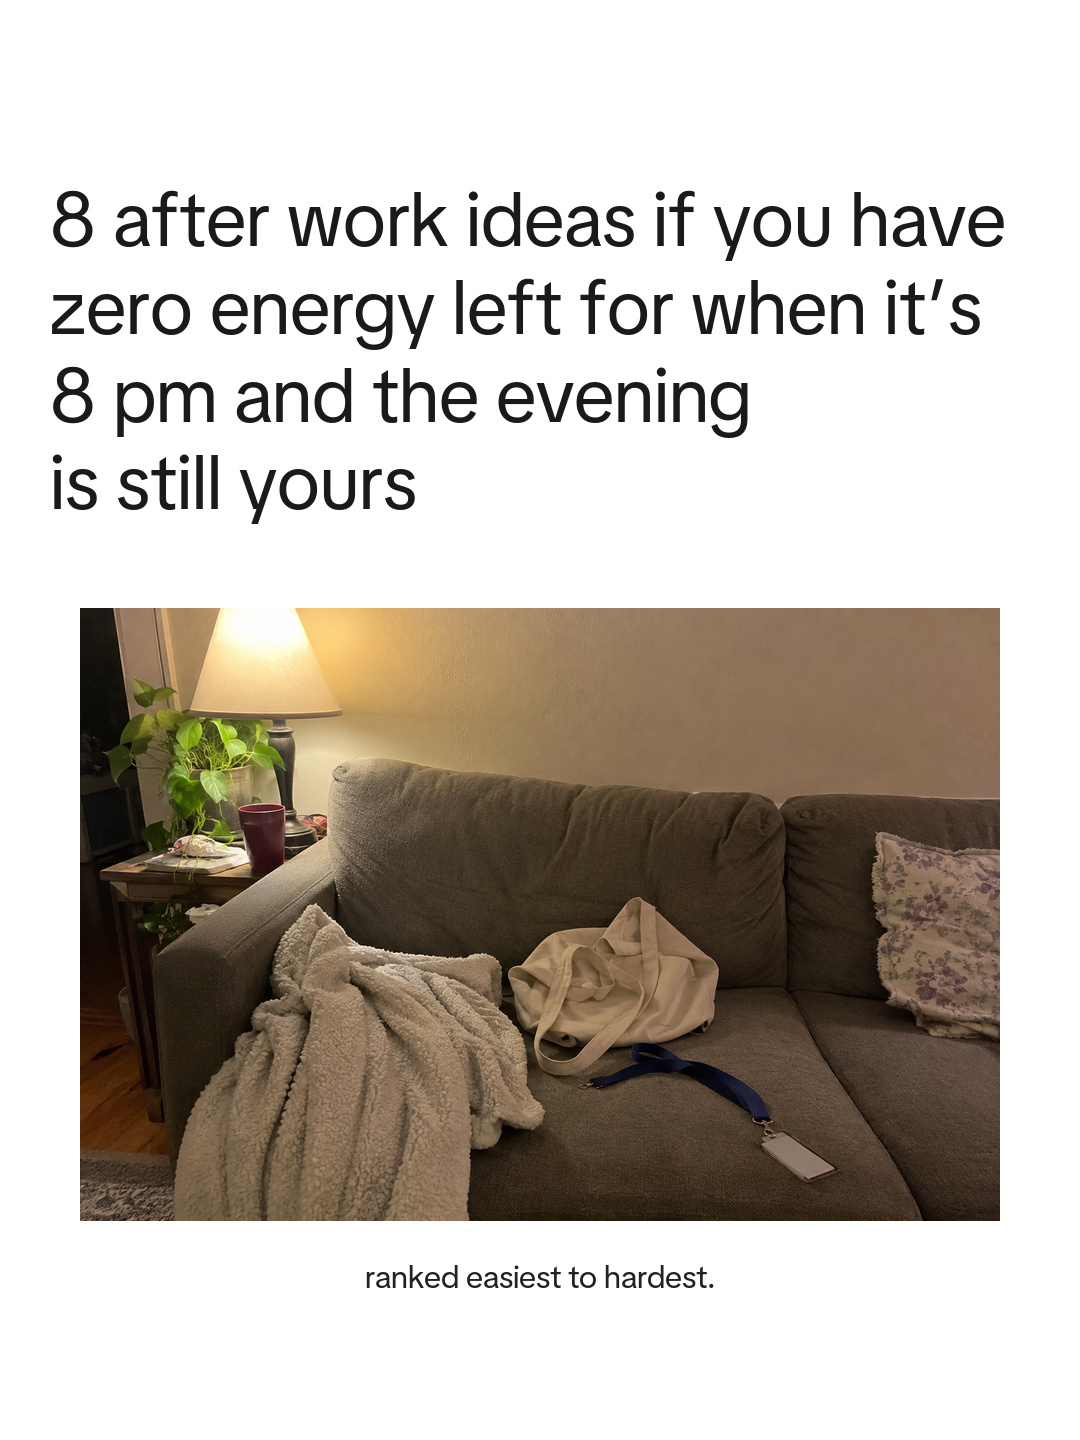 8 after work ideas if you have
zero energy left for when it’s
8 pm and the evening
is still yours
ranked easiest to hardest.